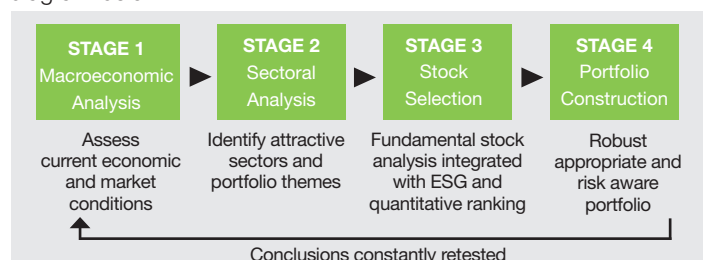 STAGE 1
Macroeconomic
Analysis
STAGE 2
Sectoral
Analysis
STAGE 3
Stock
Selection
STAGE 4
Portfolio
Construction
Assess
current economic
and market
conditions
Identify attractive
sectors and
portfolio themes
Fundamental stock
analysis integrated
with ESG and
quantitative ranking
Robust
appropriate and
risk aware
portfolio
Conclusions constantly retested